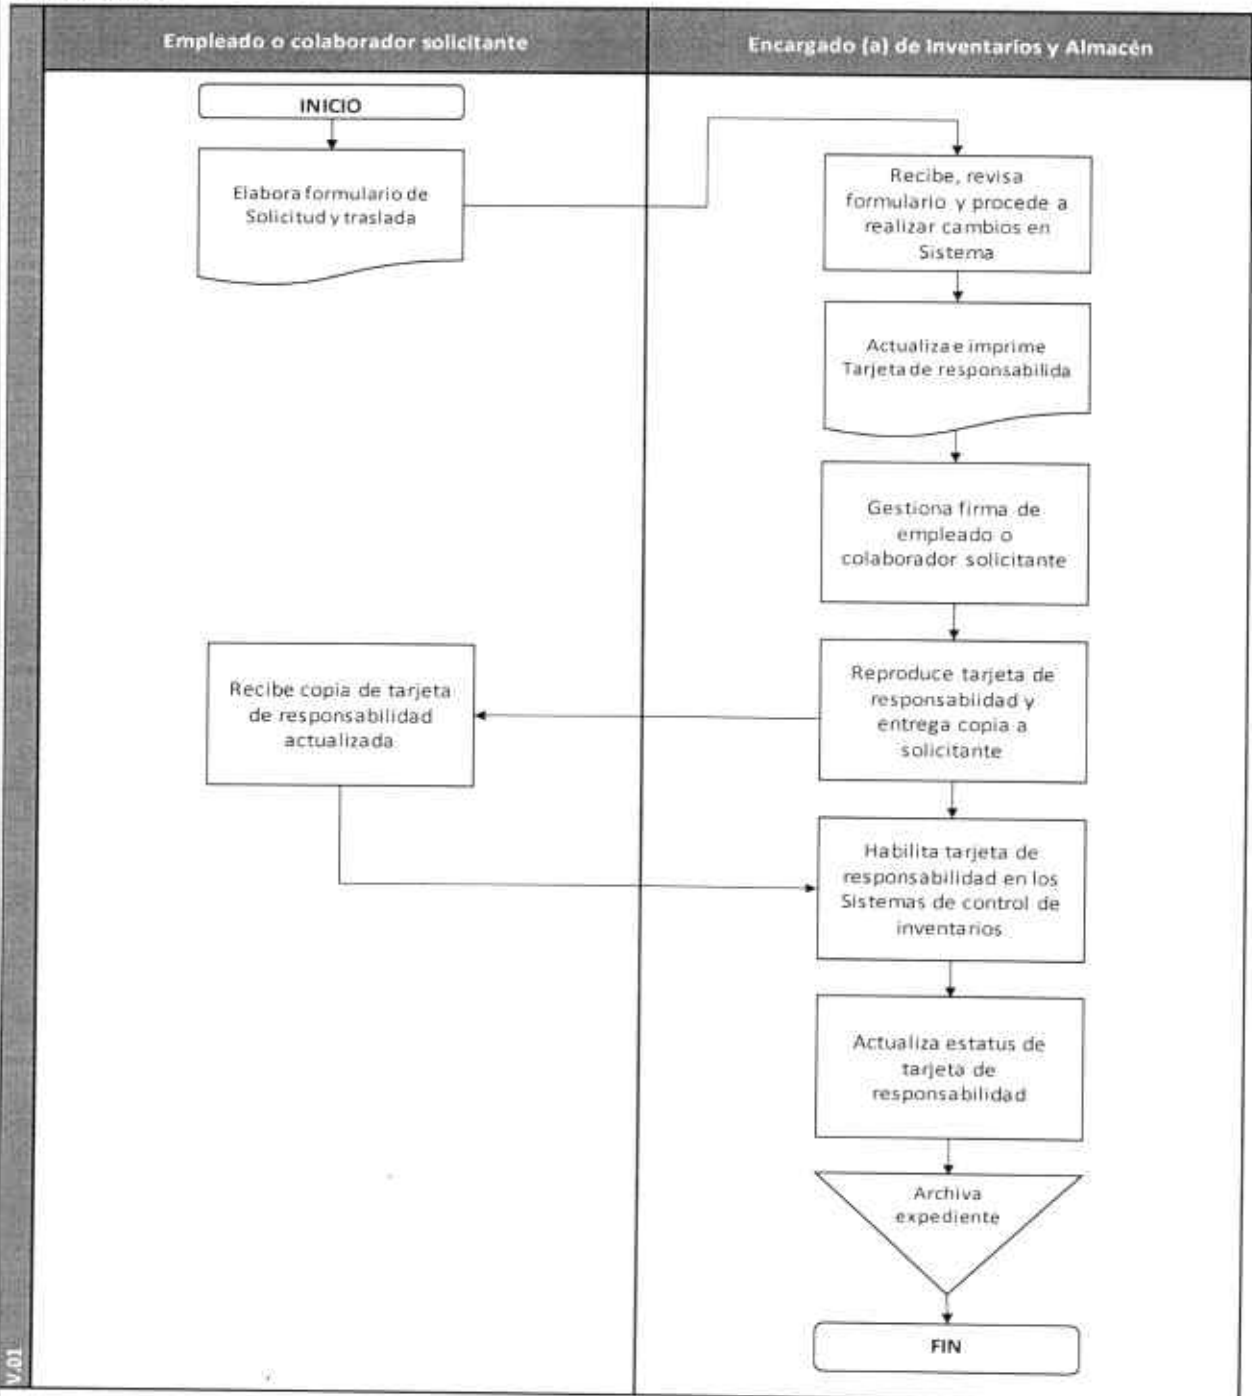 Empleado o colaborador solicitante
Encargado (a) de Inventarios y Almacén
INICIO
Elabora formulario de
Solicitud y traslada
Recibe, revisa
formulario y procede a
realizar cambios en
Sistema
Actualiza e imprime
Tarjeta de responsabilida
Gestiona firma de
empleado o
colaborador solicitante
Reproduce tarjeta de
responsabiidad y
entrega copia a
solicitante
Recibe copia de tarjeta
de responsabilidad
actualizada
Habilita tarjeta de
responsabilidad en los
Sistemas de control de
inventarios
Actualiza estatus de
tarjeta de
responsabilidad
Archiva
expediente
FIN
V.01